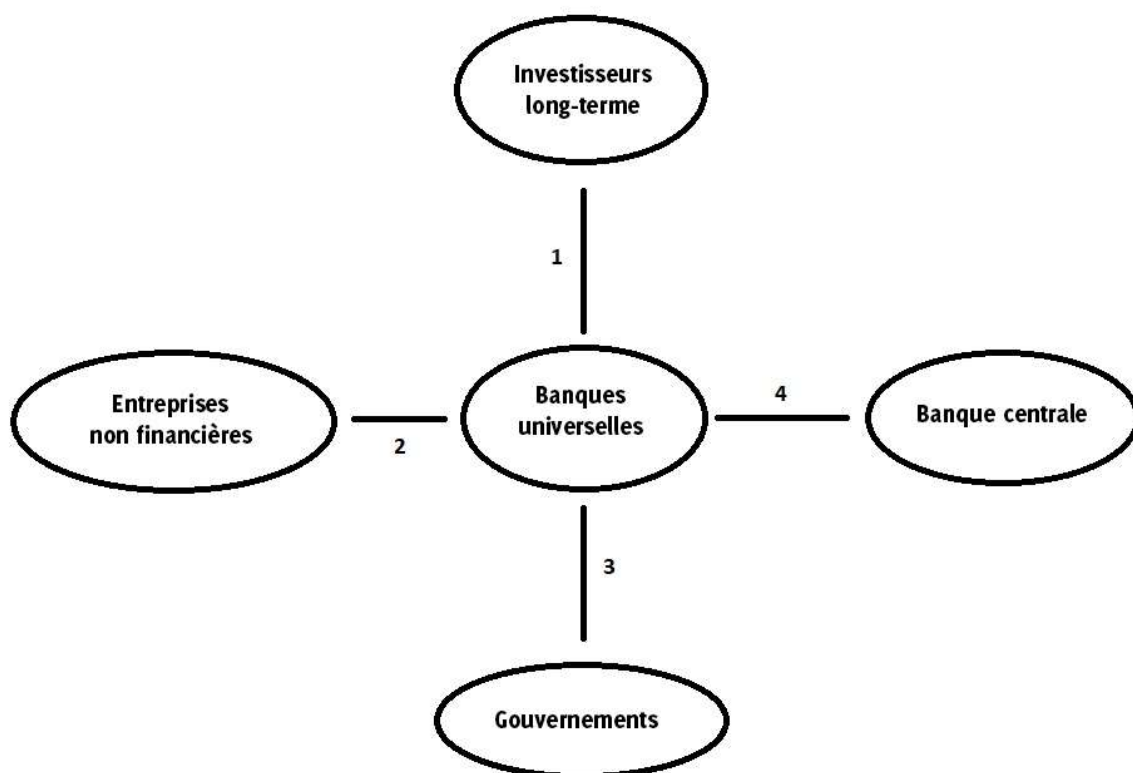 Investisseurs
long-terme
1
Entreprises
non financières
2
Banques
universelles
4
Banque centrale
3
Gouvernements